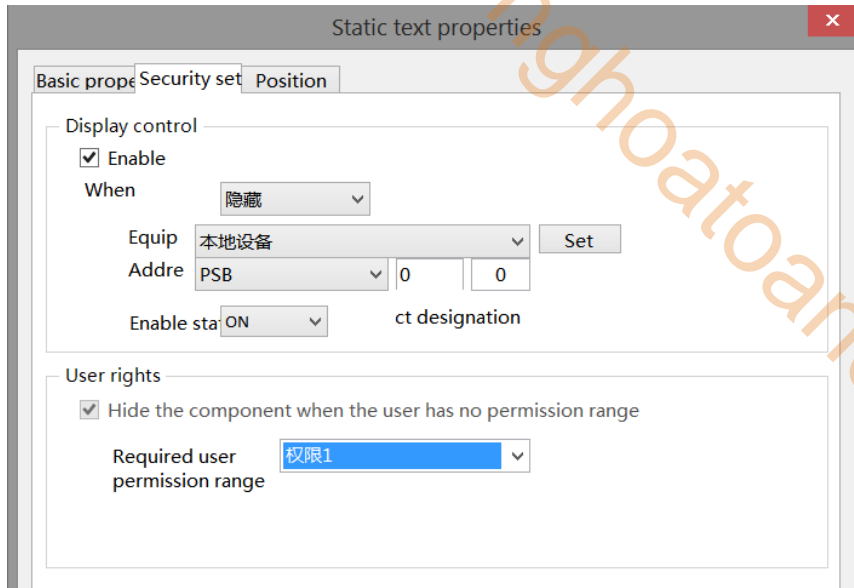 Static text properties
Basic prope Security set Position
Display control
Enable
When 隐藏
Equip 本地设备 Set
Addre PSB 0 0
Enable sta ON ct designation
User rights
Hide the component when the user has no permission range
Required user 权限1
permission range
nghoatoan